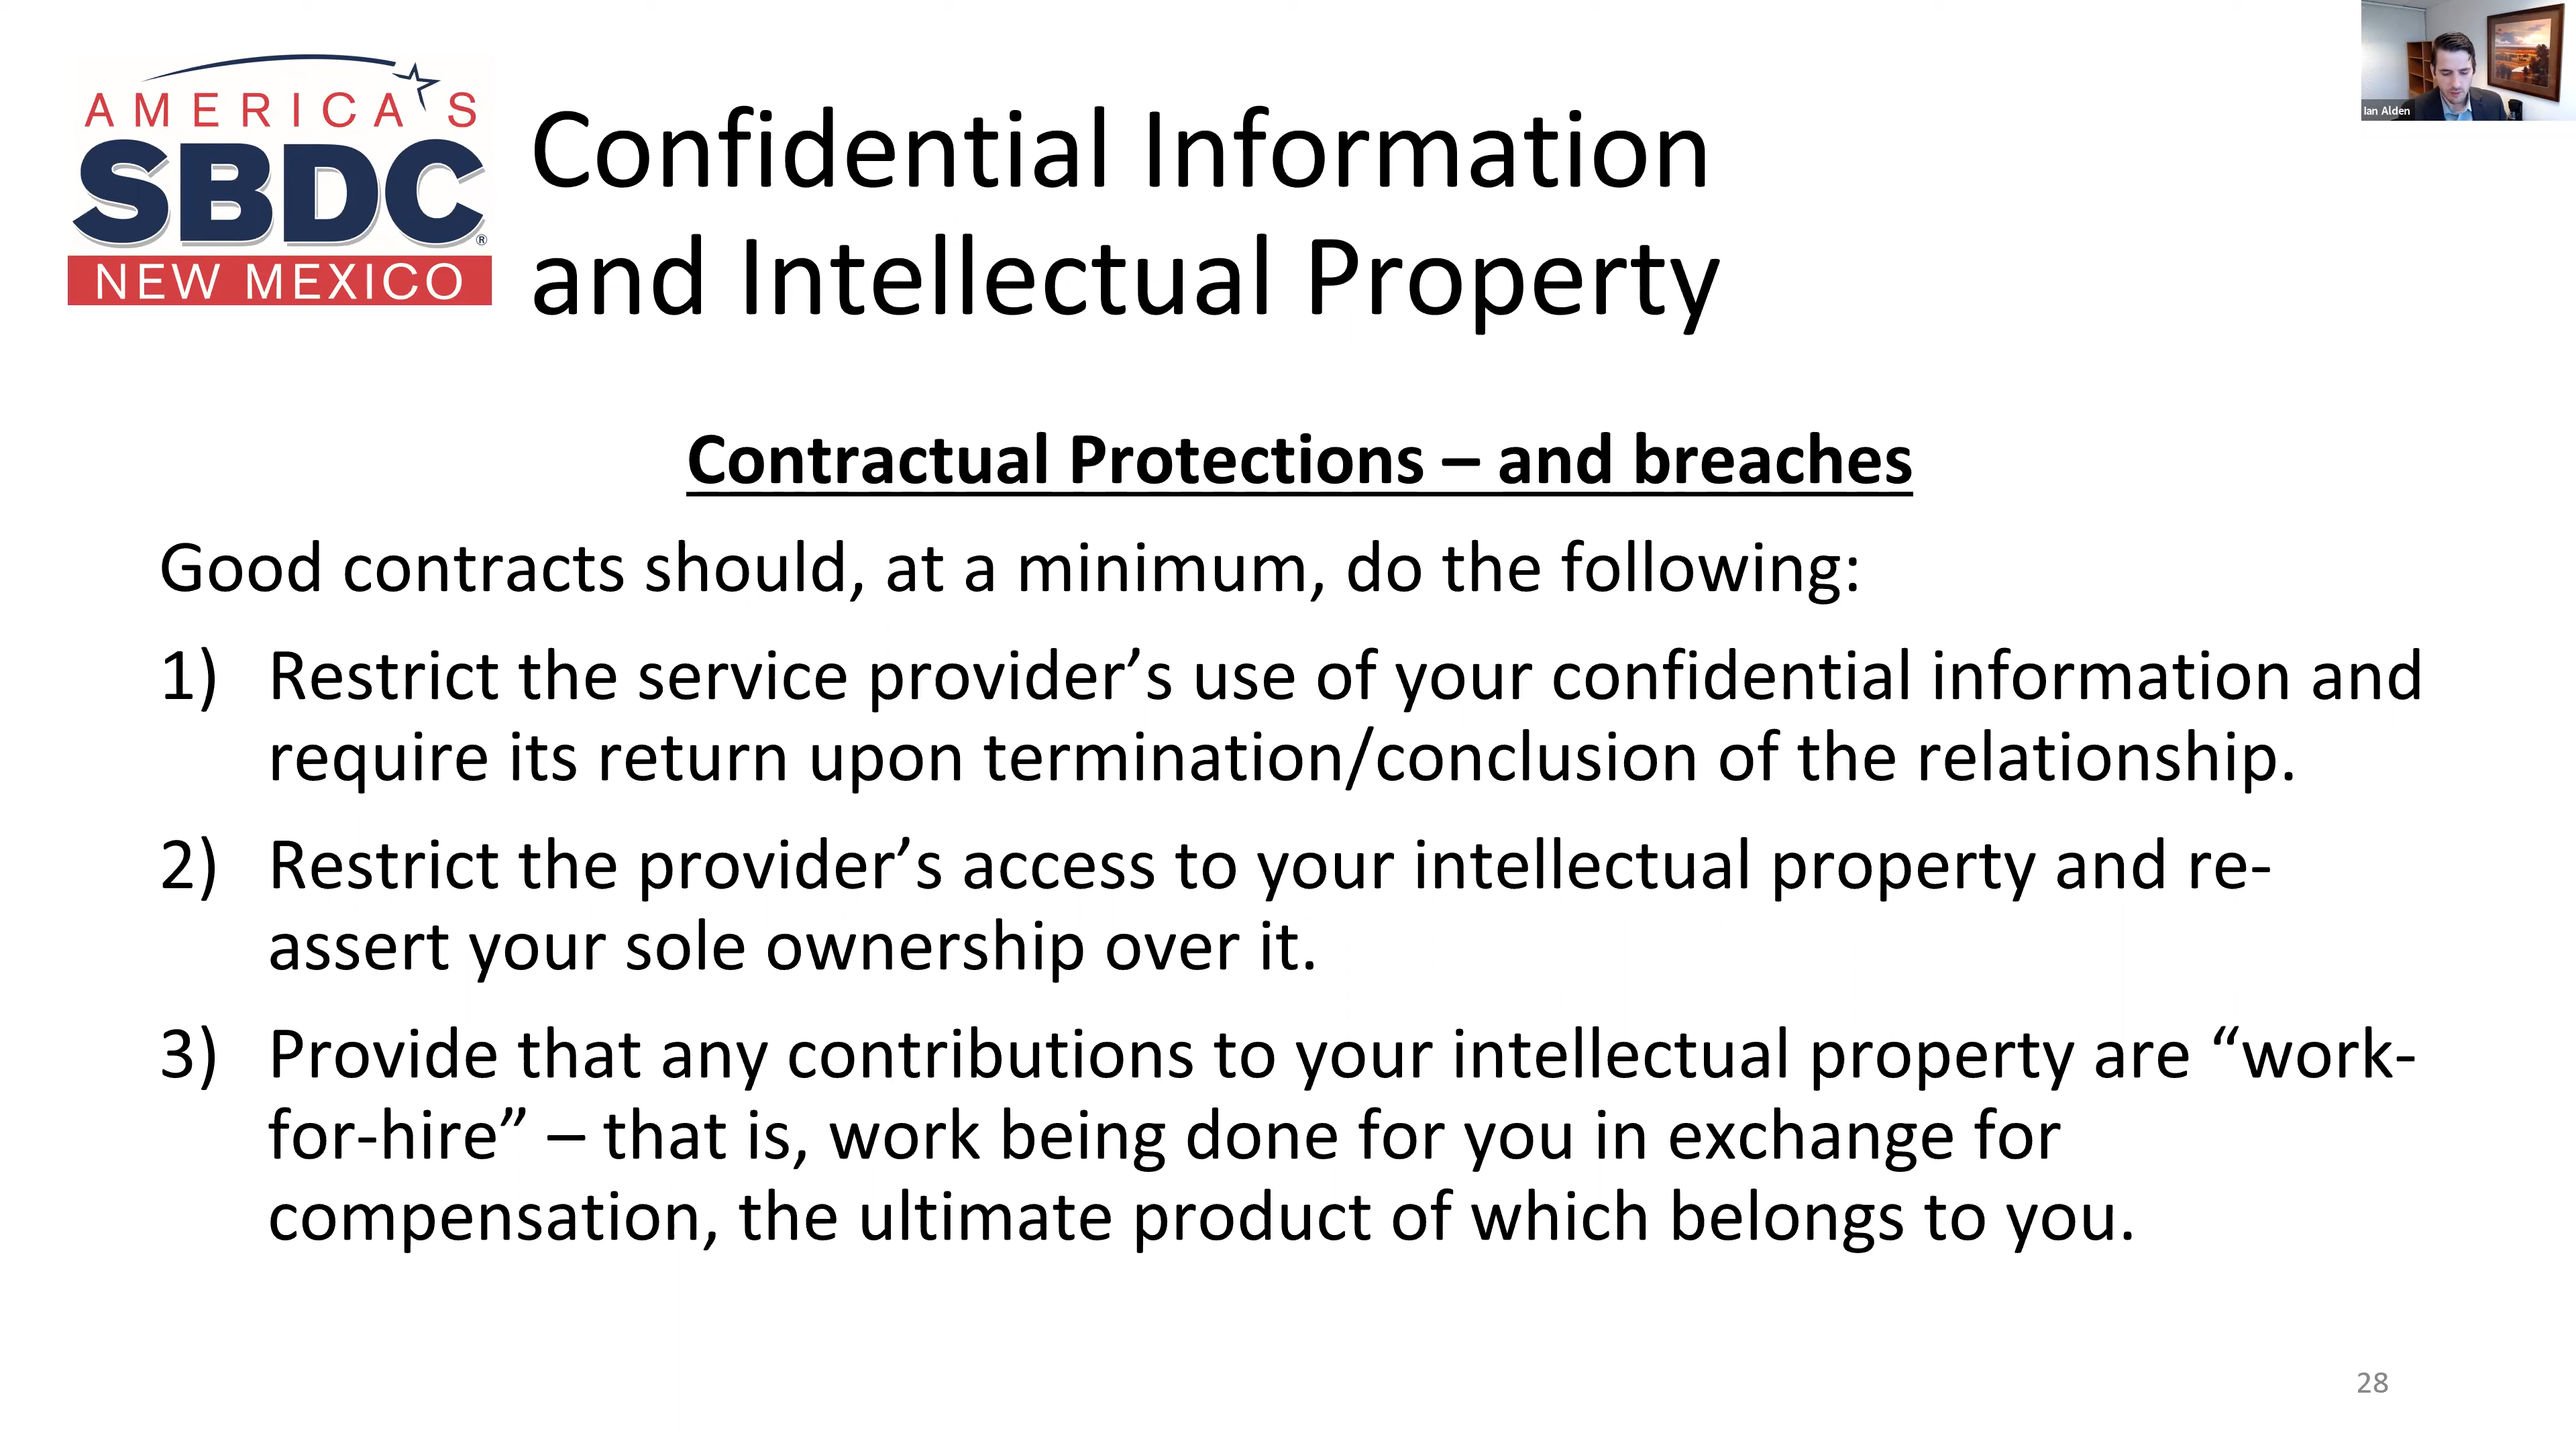 AMERICA'S
SBDC®
NEW MEXICO
Confidential Information
and Intellectual Property
Ian Alden
Contractual Protections – and breaches
Good contracts should, at a minimum, do the following:
1) Restrict the service provider’s use of your confidential information and
require its return upon termination/conclusion of the relationship.
2) Restrict the provider’s access to your intellectual property and re-
assert your sole ownership over it.
3) Provide that any contributions to your intellectual property are “work-
for-hire” – that is, work being done for you in exchange for
compensation, the ultimate product of which belongs to you.
28